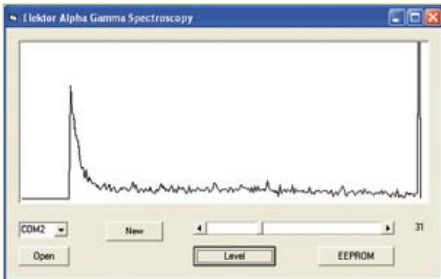 Elektor Alpha Gamma Spectroscopy
COM2 New 31
Open Level EEPROM